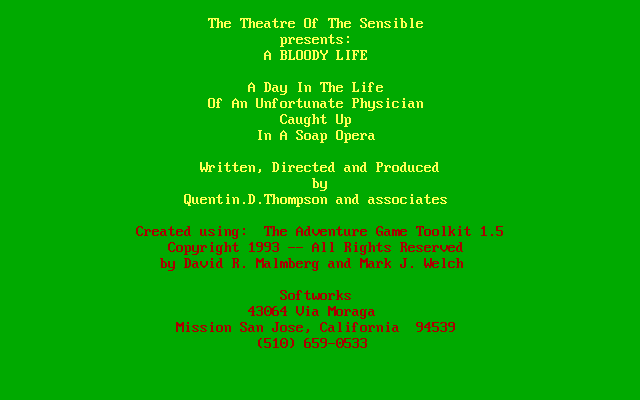 The Theatre Of The Sensible
presents:
A BLOODY LIFE
A Day In The Life
Of An Unfortunate Physician
Caught Up
In A Soap Opera
Written, Directed and Produced
by
Quentin.D.Thompson and associates
Created using:  The Adventure Game Toolkit 1.5
Copyright 1993 -- All Rights Reserved
by David R. Malmberg and Mark J. Welch
Softworks
43064 Via Moraga
Mission San Jose, California  94539
(510) 659-0533